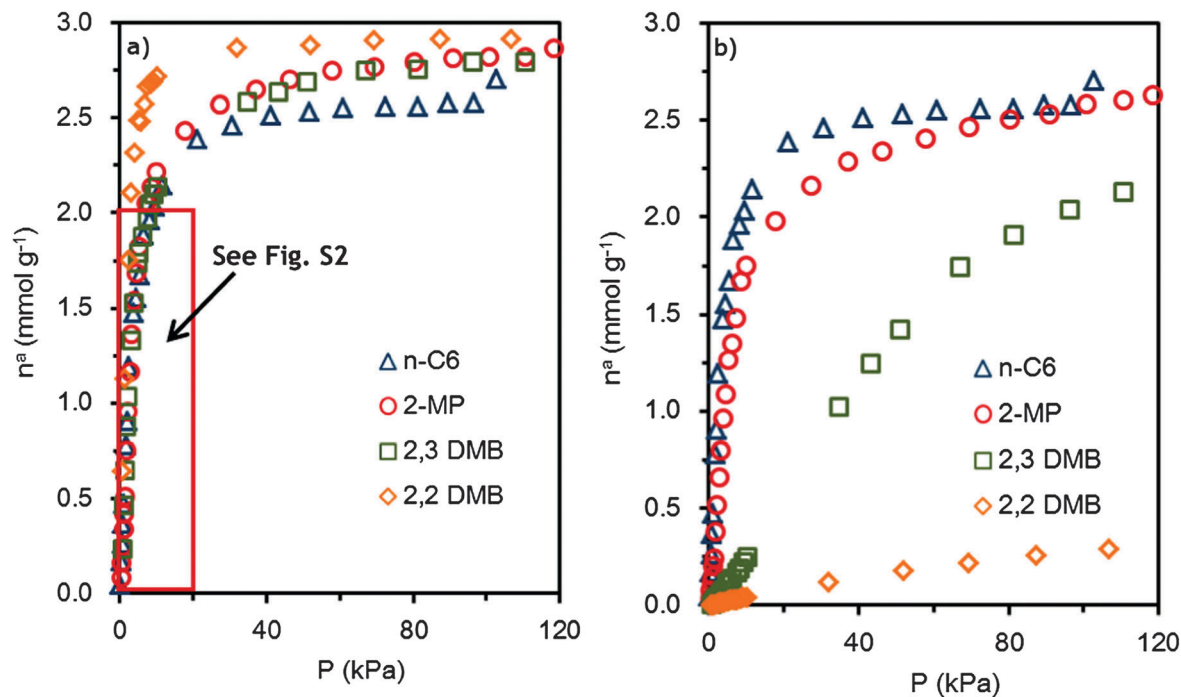 a)
3.0
2.5
2.0
1.5
1.0
0.5
0.0
nᵃ (mmol g⁻¹)
See Fig. S2
n-C6
2-MP
2,3 DMB
2,2 DMB
0 40 80 120
P (kPa)
b)
3.0
2.5
2.0
1.5
1.0
0.5
0.0
nᵃ (mmol g⁻¹)
n-C6
2-MP
2,3 DMB
2,2 DMB
0 40 80 120
P (kPa)